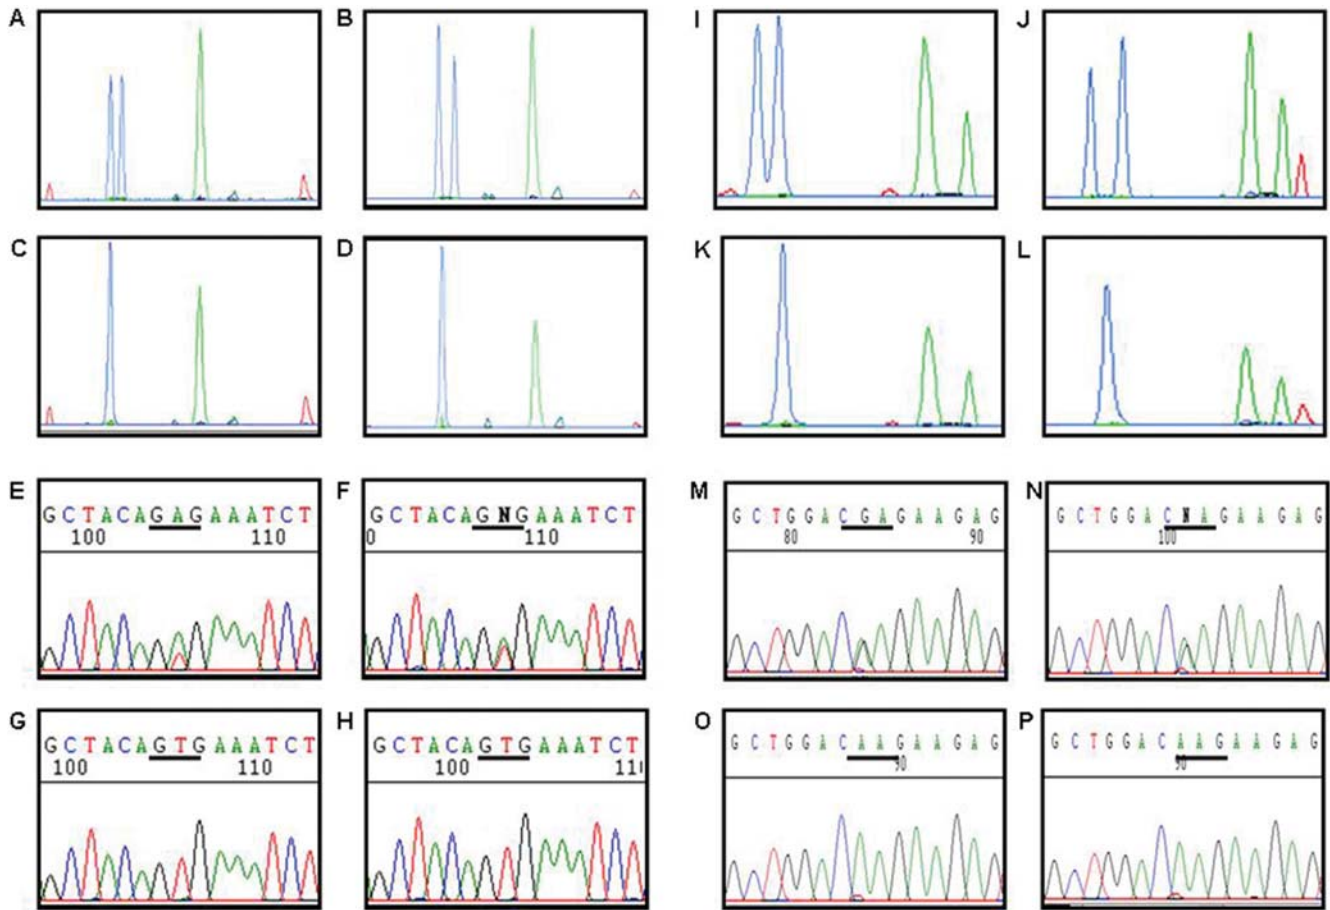 A
B
I
J
C
D
K
L
E
GCTACAGAGAAATCT
100 110
F
GCTACAGNGAAATCT
0 110
M
GCTGGACGAGAAGAG
80 90
N
GCTGGACNAGAAGAG
100
G
GCTACAGTGAAATCT
100 110
H
GCTACAGTGAAATCT
100 11
O
GCTGGACAAGAAGAG
90
P
GCTGGACAAGAAGAG
90